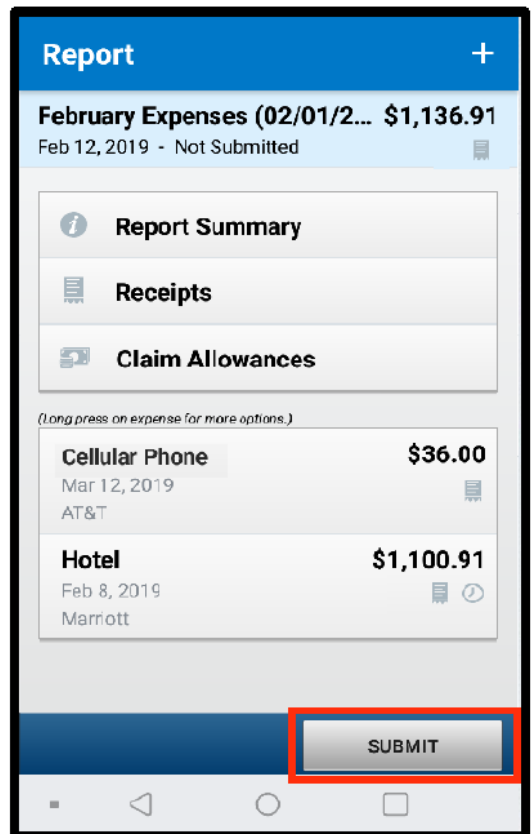 Report +
February Expenses (02/01/2... $1,136.91
Feb 12, 2019 - Not Submitted
Report Summary
Receipts
Claim Allowances
(Long press on expense for more options.)
Cellular Phone $36.00
Mar 12, 2019
AT&T
Hotel $1,100.91
Feb 8, 2019
Marriott
SUBMIT